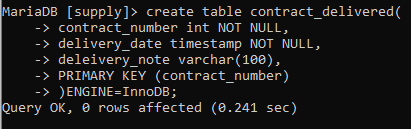 MariaDB [supply]> create table contract_delivered(
-> contract_number int NOT NULL,
-> delivery_date timestamp NOT NULL,
-> deleivery_note varchar(100),
-> PRIMARY KEY (contract_number)
-> )ENGINE=InnoDB;
Query OK, 0 rows affected (0.241 sec)